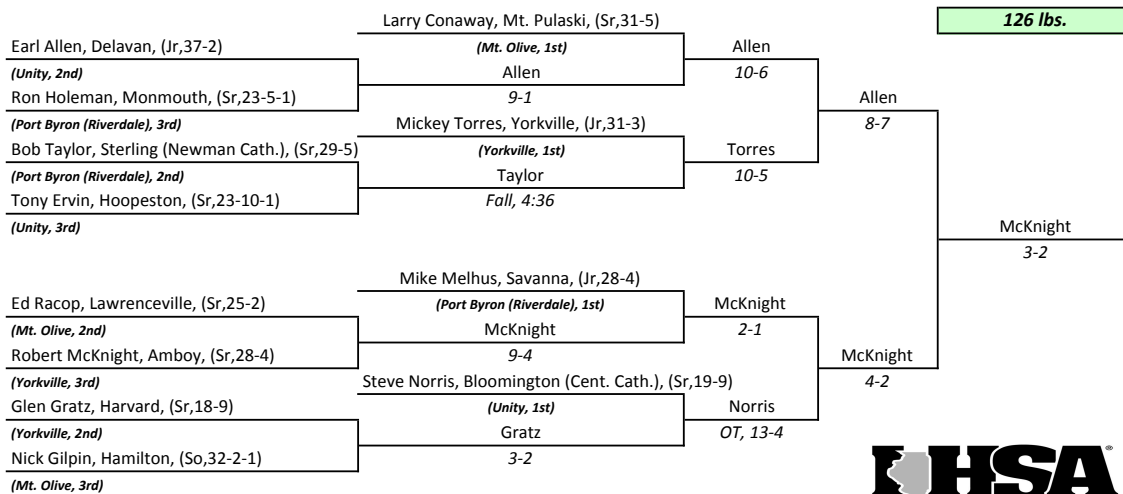 126 lbs.
Larry Conaway, Mt. Pulaski, (Sr,31-5)
Earl Allen, Delavan, (Jr,37-2)
(Mt. Olive, 1st)
Allen
(Unity, 2nd)
Allen
10-6
Ron Holeman, Monmouth, (Sr,23-5-1)
9-1
Allen
(Port Byron (Riverdale), 3rd)
Mickey Torres, Yorkville, (Jr,31-3)
8-7
Bob Taylor, Sterling (Newman Cath.), (Sr,29-5)
(Yorkville, 1st)
Torres
(Port Byron (Riverdale), 2nd)
Taylor
10-5
Tony Ervin, Hoopeston, (Sr,23-10-1)
Fall, 4:36
(Unity, 3rd)
McKnight
3-2
Mike Melhus, Savanna, (Jr,28-4)
Ed Racop, Lawrenceville, (Sr,25-2)
(Port Byron (Riverdale), 1st)
McKnight
(Mt. Olive, 2nd)
McKnight
2-1
Robert McKnight, Amboy, (Sr,28-4)
9-4
McKnight
(Yorkville, 3rd)
Steve Norris, Bloomington (Cent. Cath.), (Sr,19-9)
4-2
Glen Gratz, Harvard, (Sr,18-9)
(Unity, 1st)
Norris
(Yorkville, 2nd)
Gratz
OT, 13-4
Nick Gilpin, Hamilton, (So,32-2-1)
3-2
(Mt. Olive, 3rd)
IHSA®